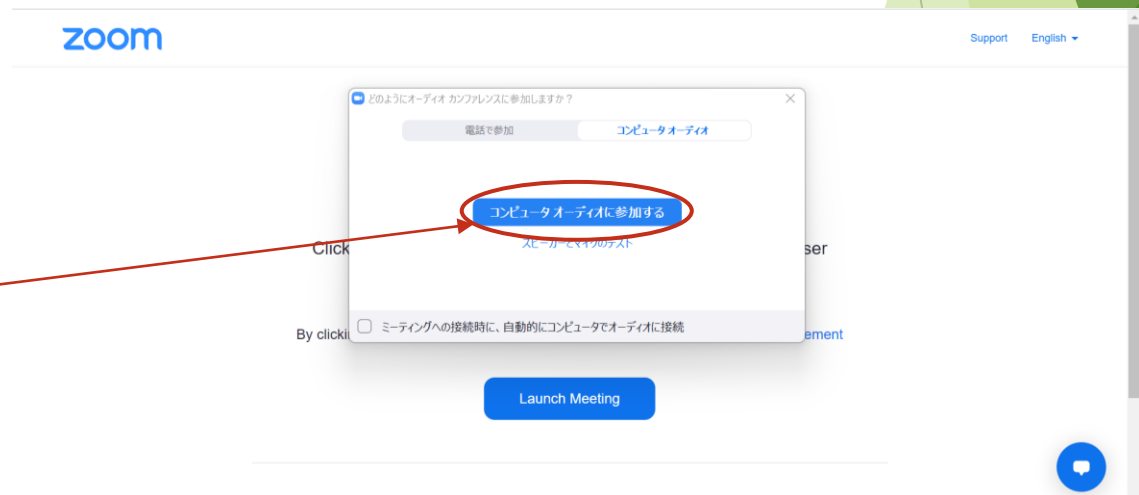 zoom
Support English
どのようにオーディオ カンファレンスに参加しますか？
電話で参加 コンピュータ オーディオ
コンピュータ オーディオに参加する
スピーカーとマイクのテスト
Click ser
ミーティングへの接続時に、自動的にコンピュータでオーディオに接続
By clicki ement
Launch Meeting